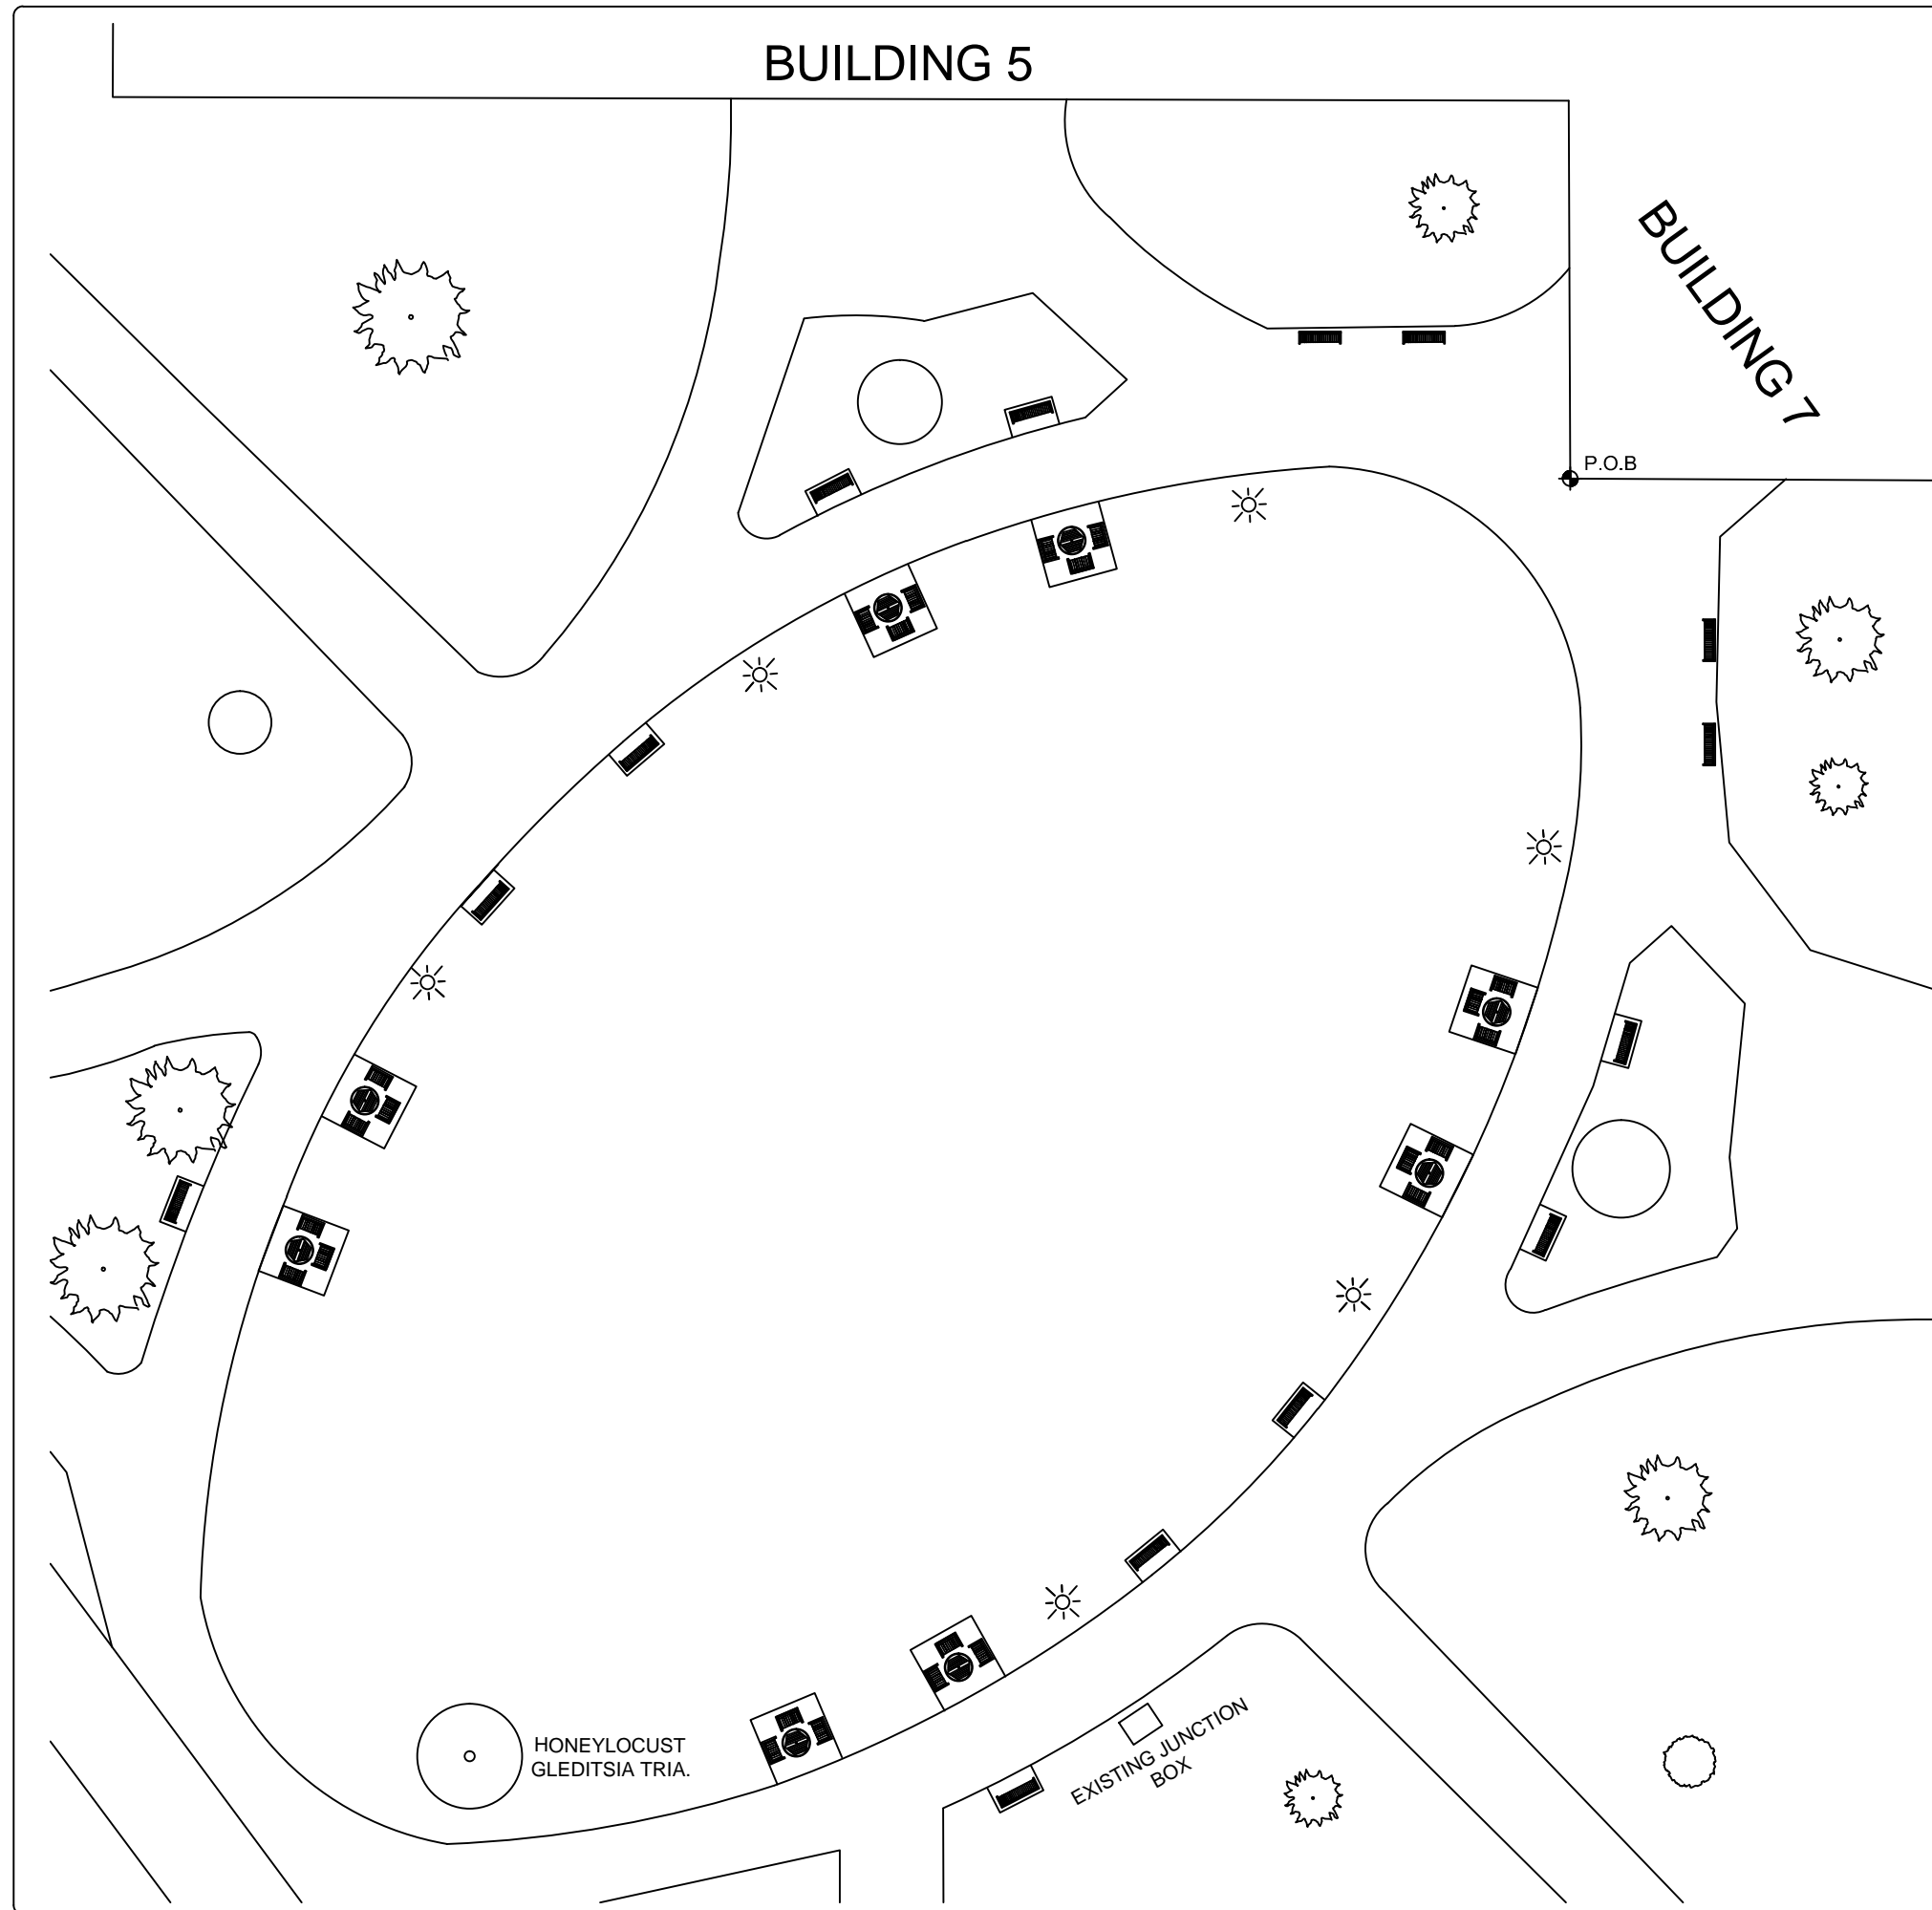 BUILDING 5
BUILDING 7
P.O.B
HONEYLOCUST
GLEDITSIA TRIA.
EXISTING JUNCTION
BOX